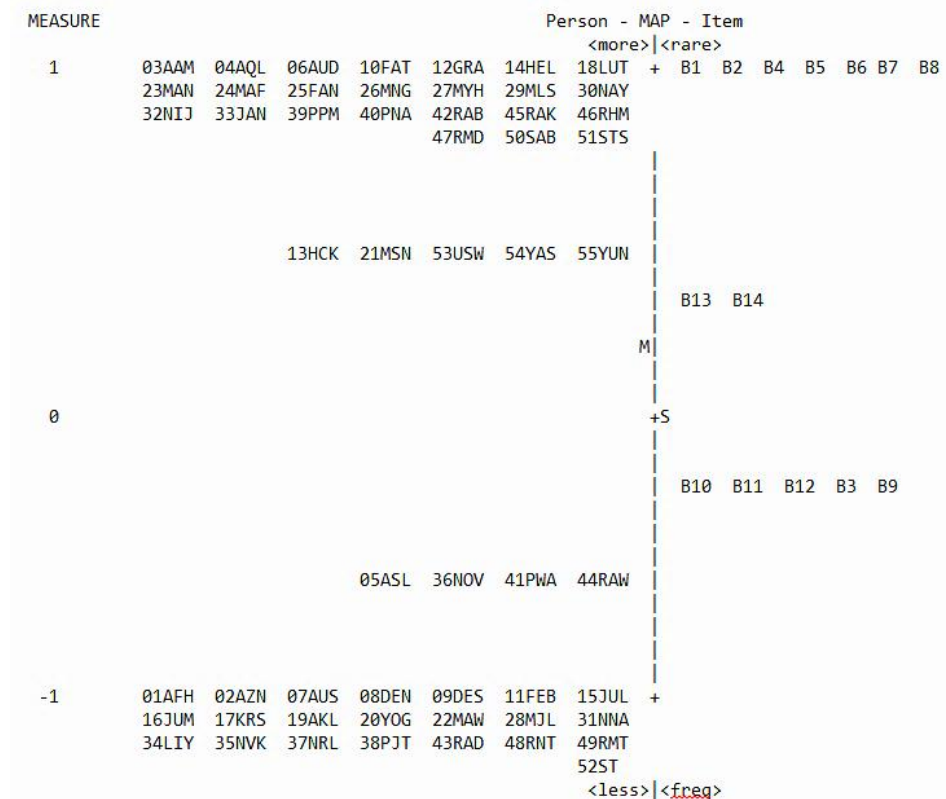 MEASURE Person - MAP - Item
<more>|<rare>
1 03AAM 04AQL 06AUD 10FAT 12GRA 14HEL 18LUT + B1 B2 B4 B5 B6 B7 B8
23MAN 24MAF 25FAN 26MNG 27MYH 29MLS 30NAY
32NIJ 33JAN 39PPM 40PNA 42RAB 45RAK 46RHM
47RMD 50SAB 51STS
|
|
|
|
13HCK 21MSN 53USW 54YAS 55YUN |
|
| B13 B14
|
M|
|
|
0 +S
|
|
| B10 B11 B12 B3 B9
|
|
|
05ASL 36NOV 41PWA 44RAW |
|
|
|
|
-1 01AFH 02AZN 07AUS 08DEN 09DES 11FEB 15JUL +
16JUM 17KRS 19AKL 20YOG 22MAW 28MJL 31NNA
34LIY 35NVK 37NRL 38PJT 43RAD 48RNT 49RMT
52ST
<less>|<freq>